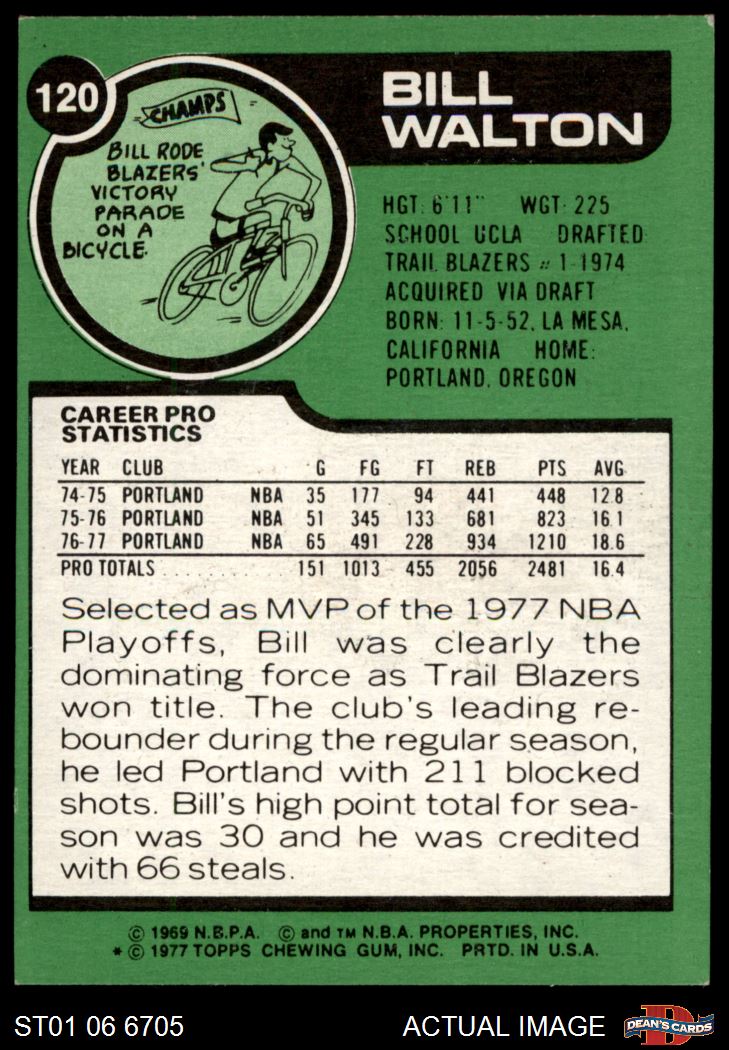 120
CHAMPS
BILL RODE
BLAZERS'
VICTORY
PARADE
ON A
BICYCLE.
BILL
WALTON
HGT: 6'11" WGT: 225
SCHOOL UCLA DRAFTED:
TRAIL BLAZERS #1-1974
ACQUIRED VIA DRAFT
BORN: 11-5-52, LA MESA,
CALIFORNIA HOME:
PORTLAND, OREGON
CAREER PRO
STATISTICS
YEAR CLUB G FG FT REB PTS AVG
74-75 PORTLAND NBA 35 177 94 441 448 12.8
75-76 PORTLAND NBA 51 345 133 681 823 16.1
76-77 PORTLAND NBA 65 491 228 934 1210 18.6
PRO TOTALS . . . . . . . . . 151 1013 455 2056 2481 16.4
Selected as MVP of the 1977 NBA
Playoffs, Bill was clearly the
dominating force as Trail Blazers
won title. The club's leading re-
bounder during the regular season,
he led Portland with 211 blocked
shots. Bill's high point total for sea-
son was 30 and he was credited
with 66 steals.
© 1969 N.B.P.A. © and TM N.B.A. PROPERTIES, INC.
* © 1977 TOPPS CHEWING GUM, INC. PRTD. IN U.S.A.
ST01 06 6705 ACTUAL IMAGE
D
DEAN'S CARDS